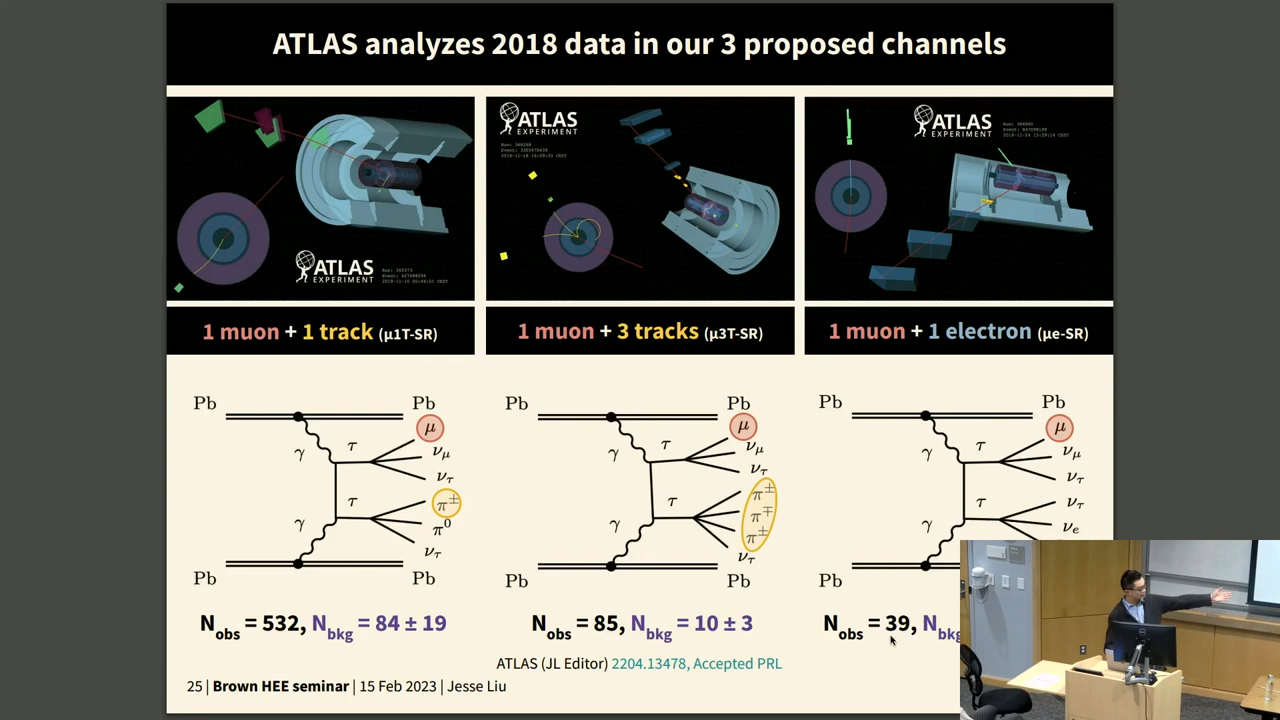 ATLAS analyzes 2018 data in our 3 proposed channels
ATLAS
EXPERIMENT
ATLAS
EXPERIMENT
ATLAS
EXPERIMENT
1 muon + 1 track (μ1T-SR)
1 muon + 3 tracks (μ3T-SR)
1 muon + 1 electron (μe-SR)
Pb Pb
μ
γ τ
ν_μ
ν_τ
τ
π±
γ
π⁰
ν_τ
Pb Pb
Pb Pb
μ
γ τ
ν_μ
ν_τ
τ
π±
π∓
γ
π±
ν_τ
Pb Pb
Pb Pb
μ
γ τ
ν_μ
ν_τ
τ
ν_τ
γ
ν_e
Pb
N_obs = 532, N_bkg = 84 ± 19
N_obs = 85, N_bkg = 10 ± 3
N_obs = 39, N_bkg
ATLAS (JL Editor) 2204.13478, Accepted PRL
25 | Brown HEE seminar | 15 Feb 2023 | Jesse Liu